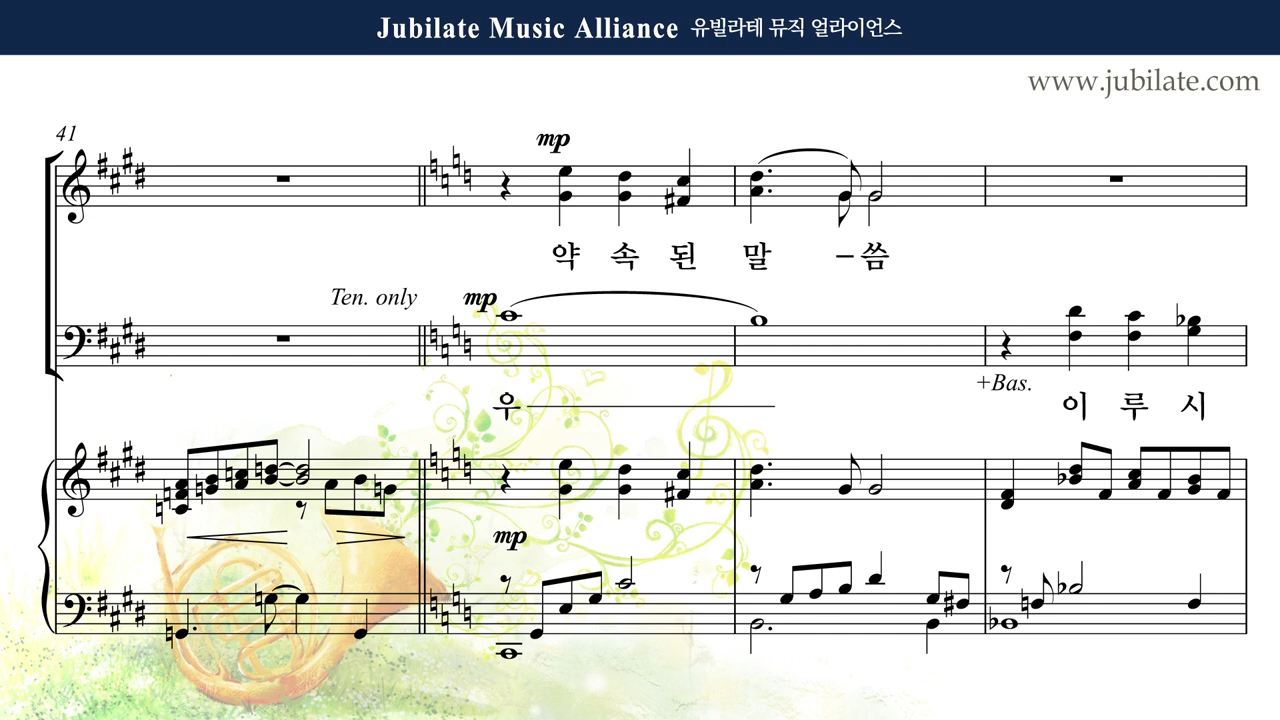 Jubilate Music Alliance 유빌라테 뮤직 얼라이언스
www.jubilate.com
41
mp
약 속 된 말 – 씀
Ten. only mp
+Bas.
우 이 루 시
mp